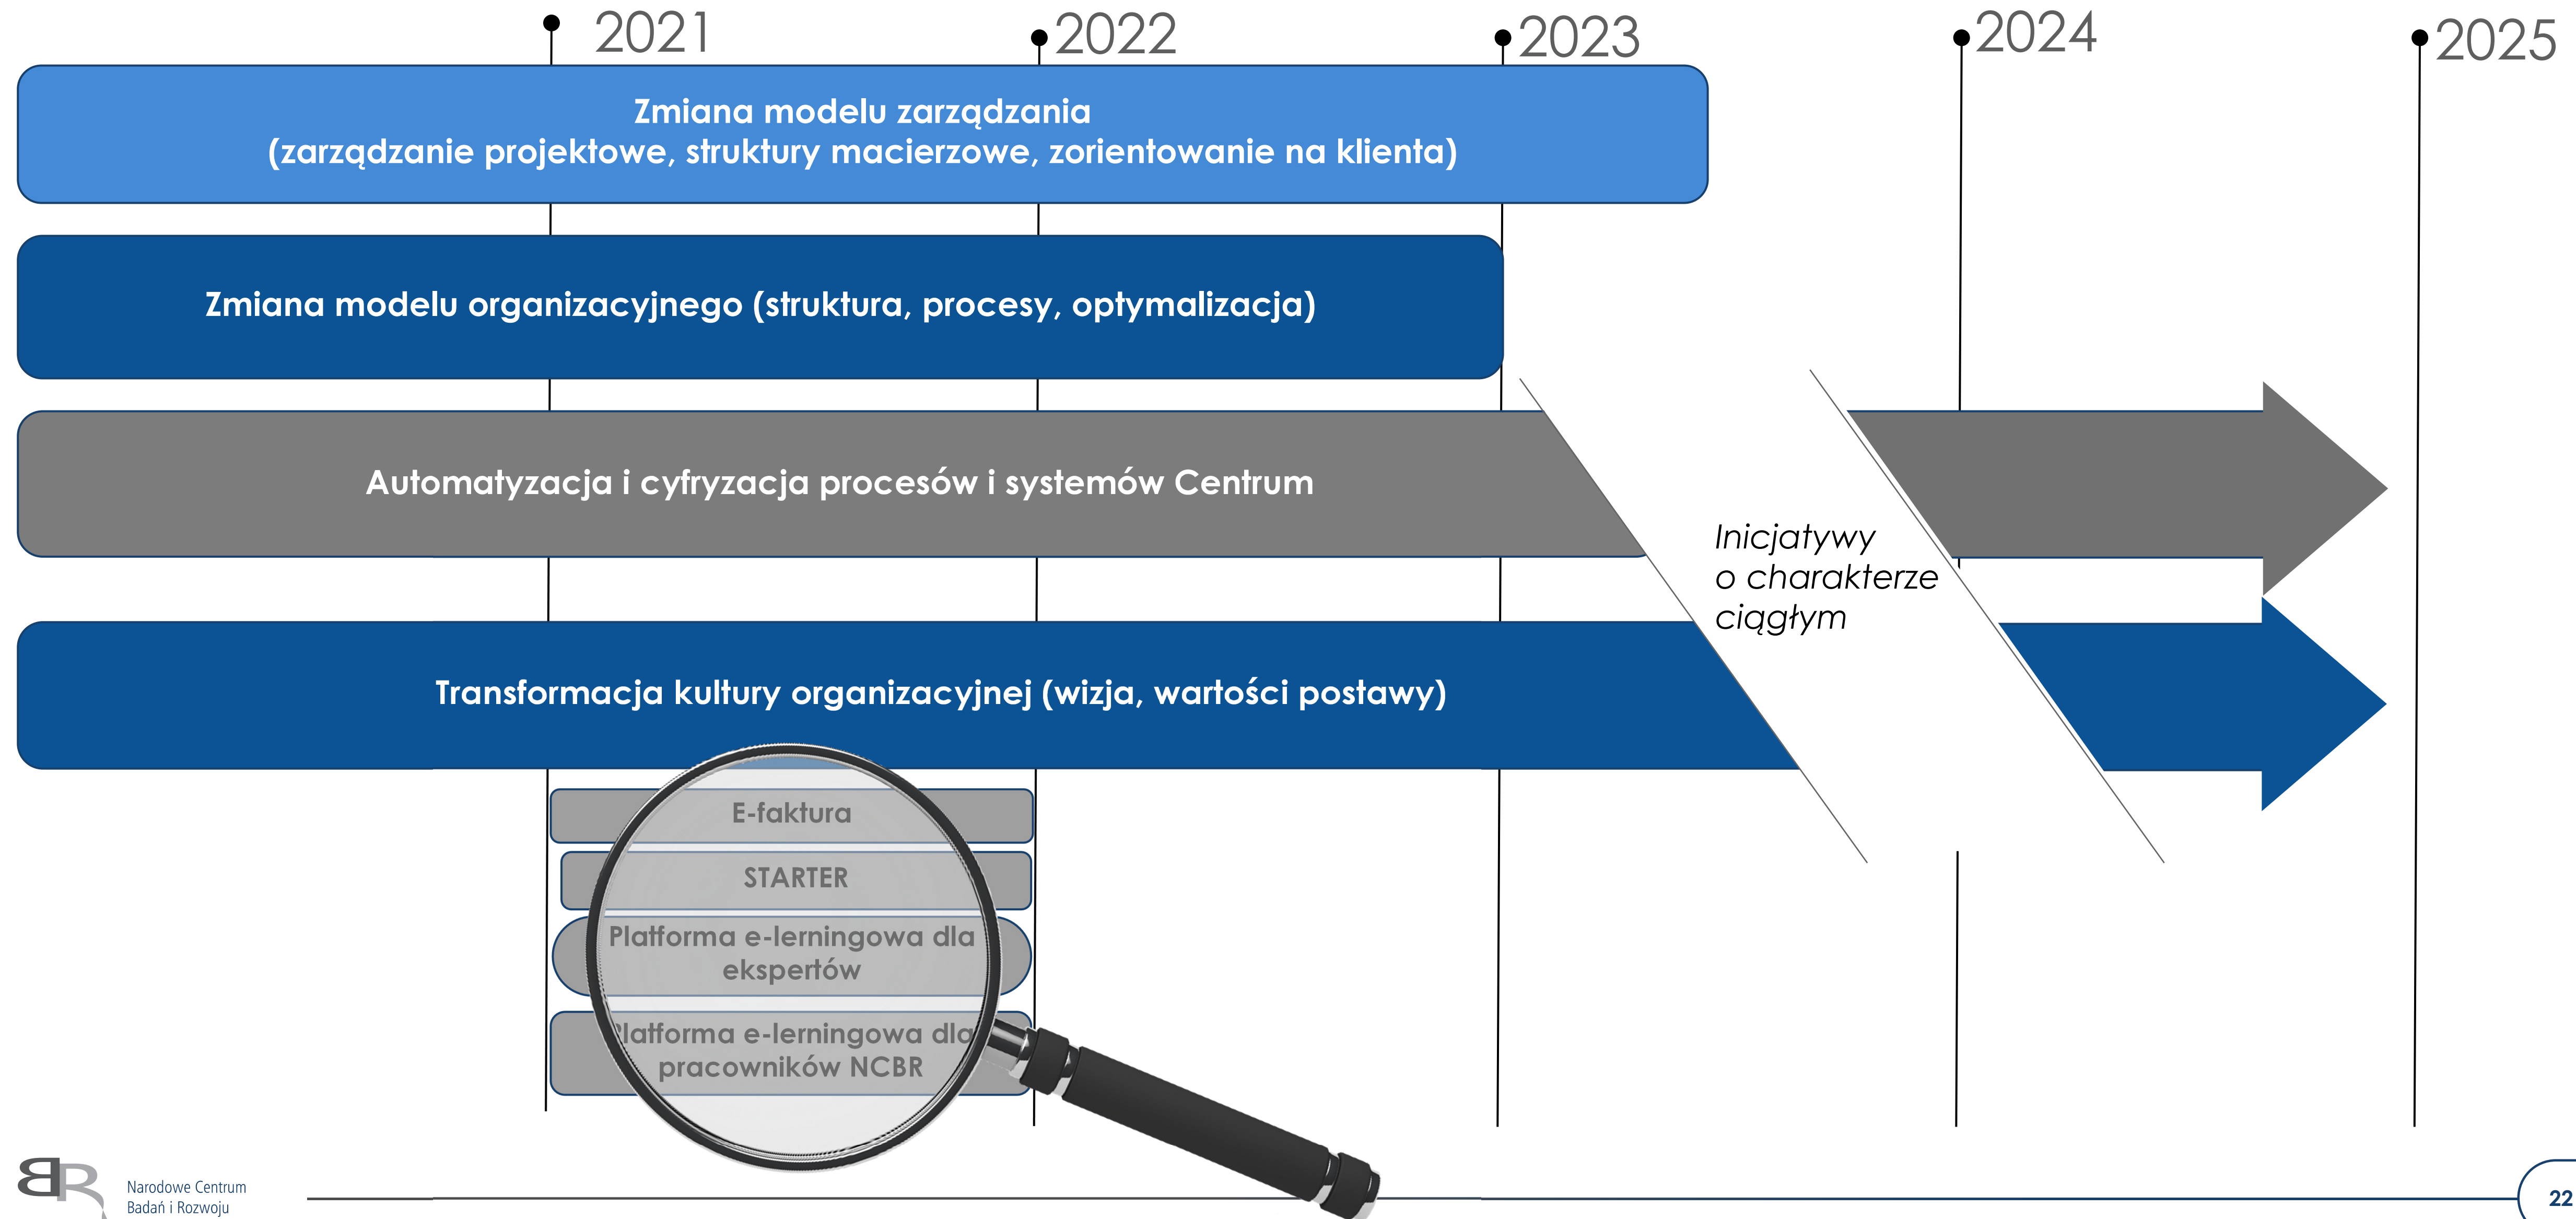 2021
2022
2023
2024
2025
Zmiana modelu zarządzania
(zarządzanie projektowe, struktury macierzowe, zorientowanie na klienta)
Zmiana modelu organizacyjnego (struktura, procesy, optymalizacja)
Automatyzacja i cyfryzacja procesów i systemów Centrum
Inicjatywy
o charakterze
ciągłym
Transformacja kultury organizacyjnej (wizja, wartości postawy)
E-faktura
STARTER
Platforma e-lerningowa dla
ekspertów
Platforma e-lerningowa dla
pracowników NCBR
BR
Narodowe Centrum
Badań i Rozwoju
22